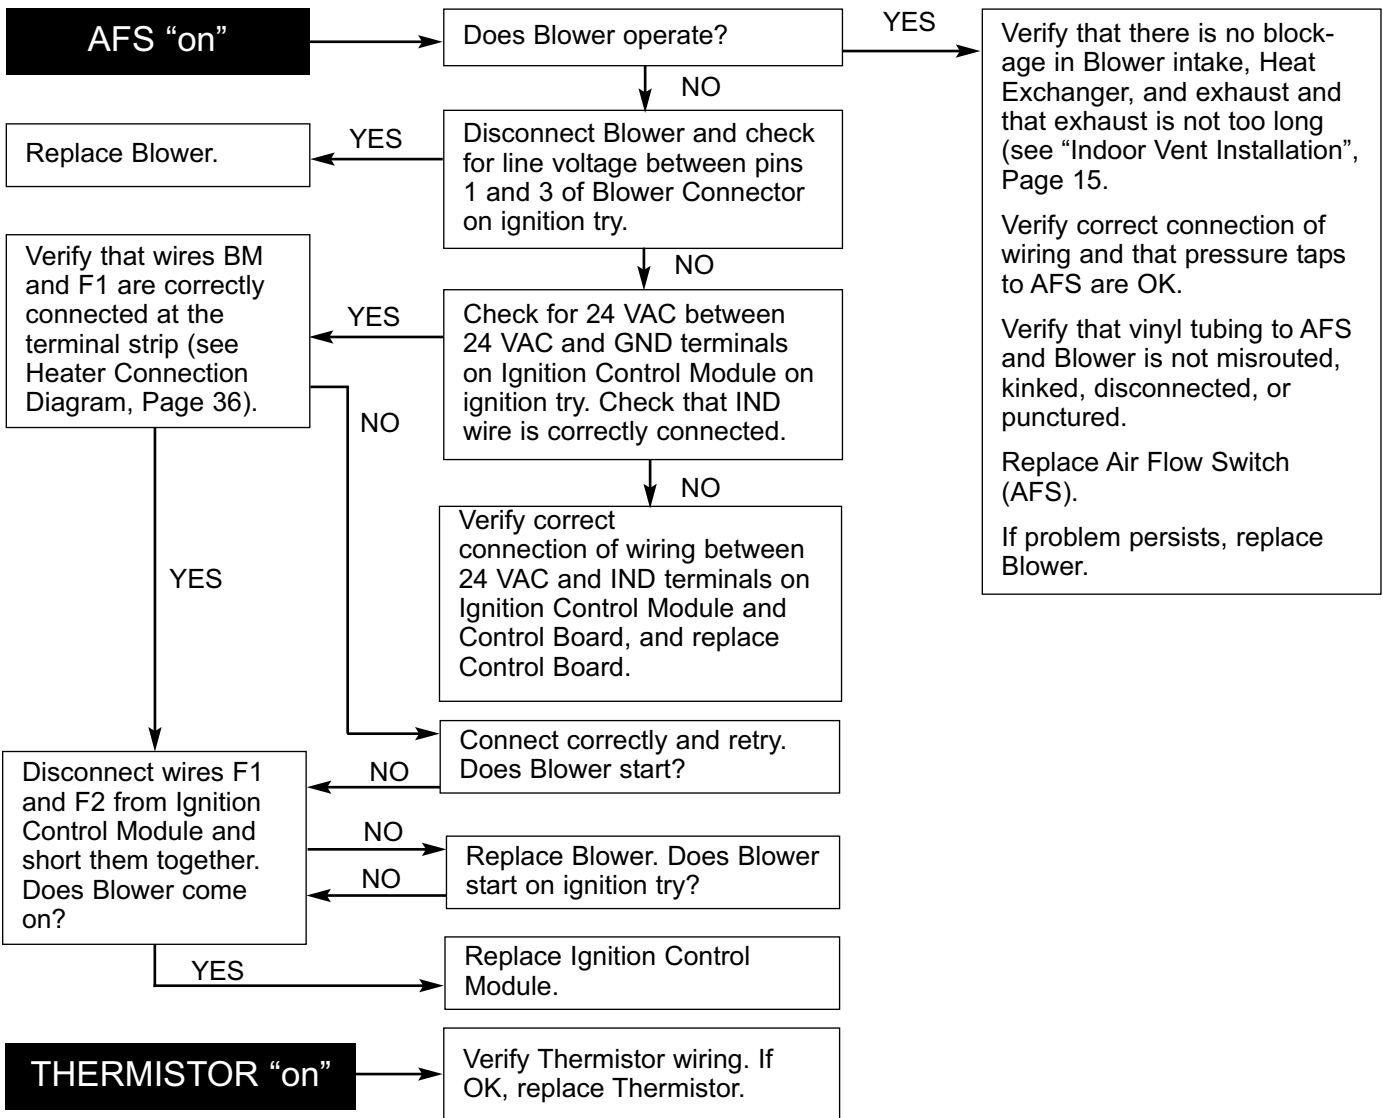 AFS “on”
Does Blower operate?
YES
NO
Verify that there is no block-
age in Blower intake, Heat
Exchanger, and exhaust and
that exhaust is not too long
(see “Indoor Vent Installation”,
Page 15.
Verify correct connection of
wiring and that pressure taps
to AFS are OK.
Verify that vinyl tubing to AFS
and Blower is not misrouted,
kinked, disconnected, or
punctured.
Replace Air Flow Switch
(AFS).
If problem persists, replace
Blower.
Disconnect Blower and check
for line voltage between pins
1 and 3 of Blower Connector
on ignition try.
YES
Replace Blower.
NO
Check for 24 VAC between
24 VAC and GND terminals
on Ignition Control Module on
ignition try. Check that IND
wire is correctly connected.
YES
Verify that wires BM
and F1 are correctly
connected at the
terminal strip (see
Heater Connection
Diagram, Page 36).
NO
NO
Verify correct
connection of wiring between
24 VAC and IND terminals on
Ignition Control Module and
Control Board, and replace
Control Board.
YES
Connect correctly and retry.
Does Blower start?
NO
Disconnect wires F1
and F2 from Ignition
Control Module and
short them together.
Does Blower come
on?
NO
Replace Blower. Does Blower
start on ignition try?
NO
YES
Replace Ignition Control
Module.
THERMISTOR “on”
Verify Thermistor wiring. If
OK, replace Thermistor.